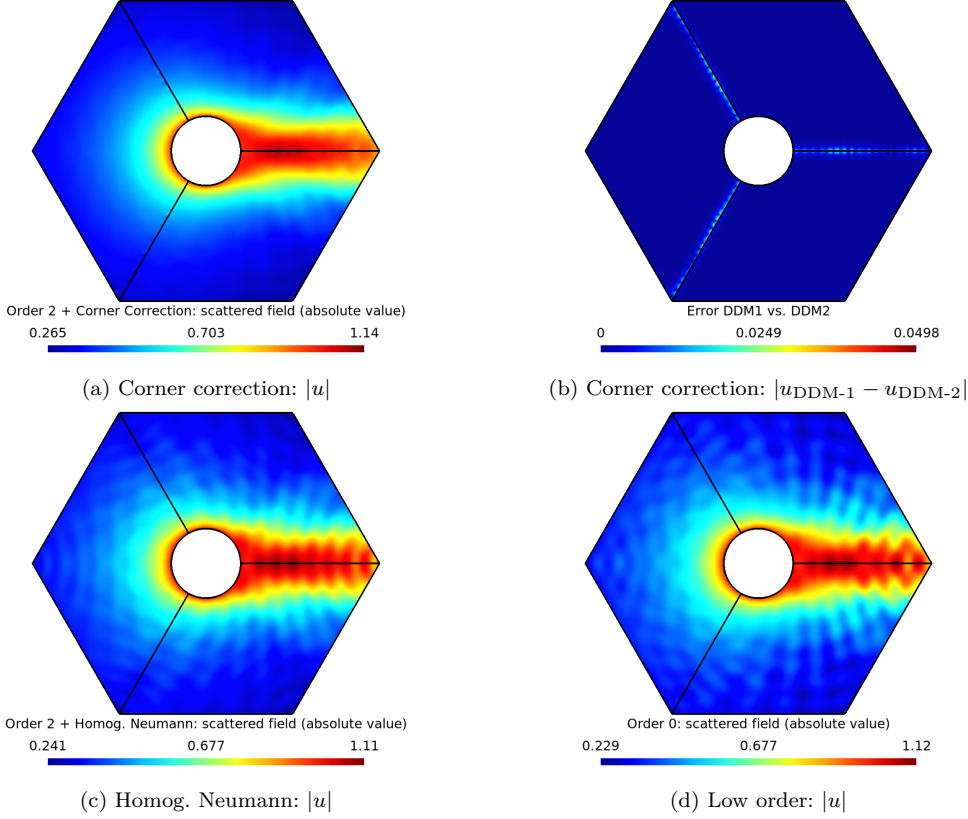 Order 2 + Corner Correction: scattered field (absolute value)
0.265 0.703 1.14
(a) Corner correction: |u|
Error DDM1 vs. DDM2
0 0.0249 0.0498
(b) Corner correction: |u_DDM-1 − u_DDM-2|
Order 2 + Homog. Neumann: scattered field (absolute value)
0.241 0.677 1.11
(c) Homog. Neumann: |u|
Order 0: scattered field (absolute value)
0.229 0.677 1.12
(d) Low order: |u|